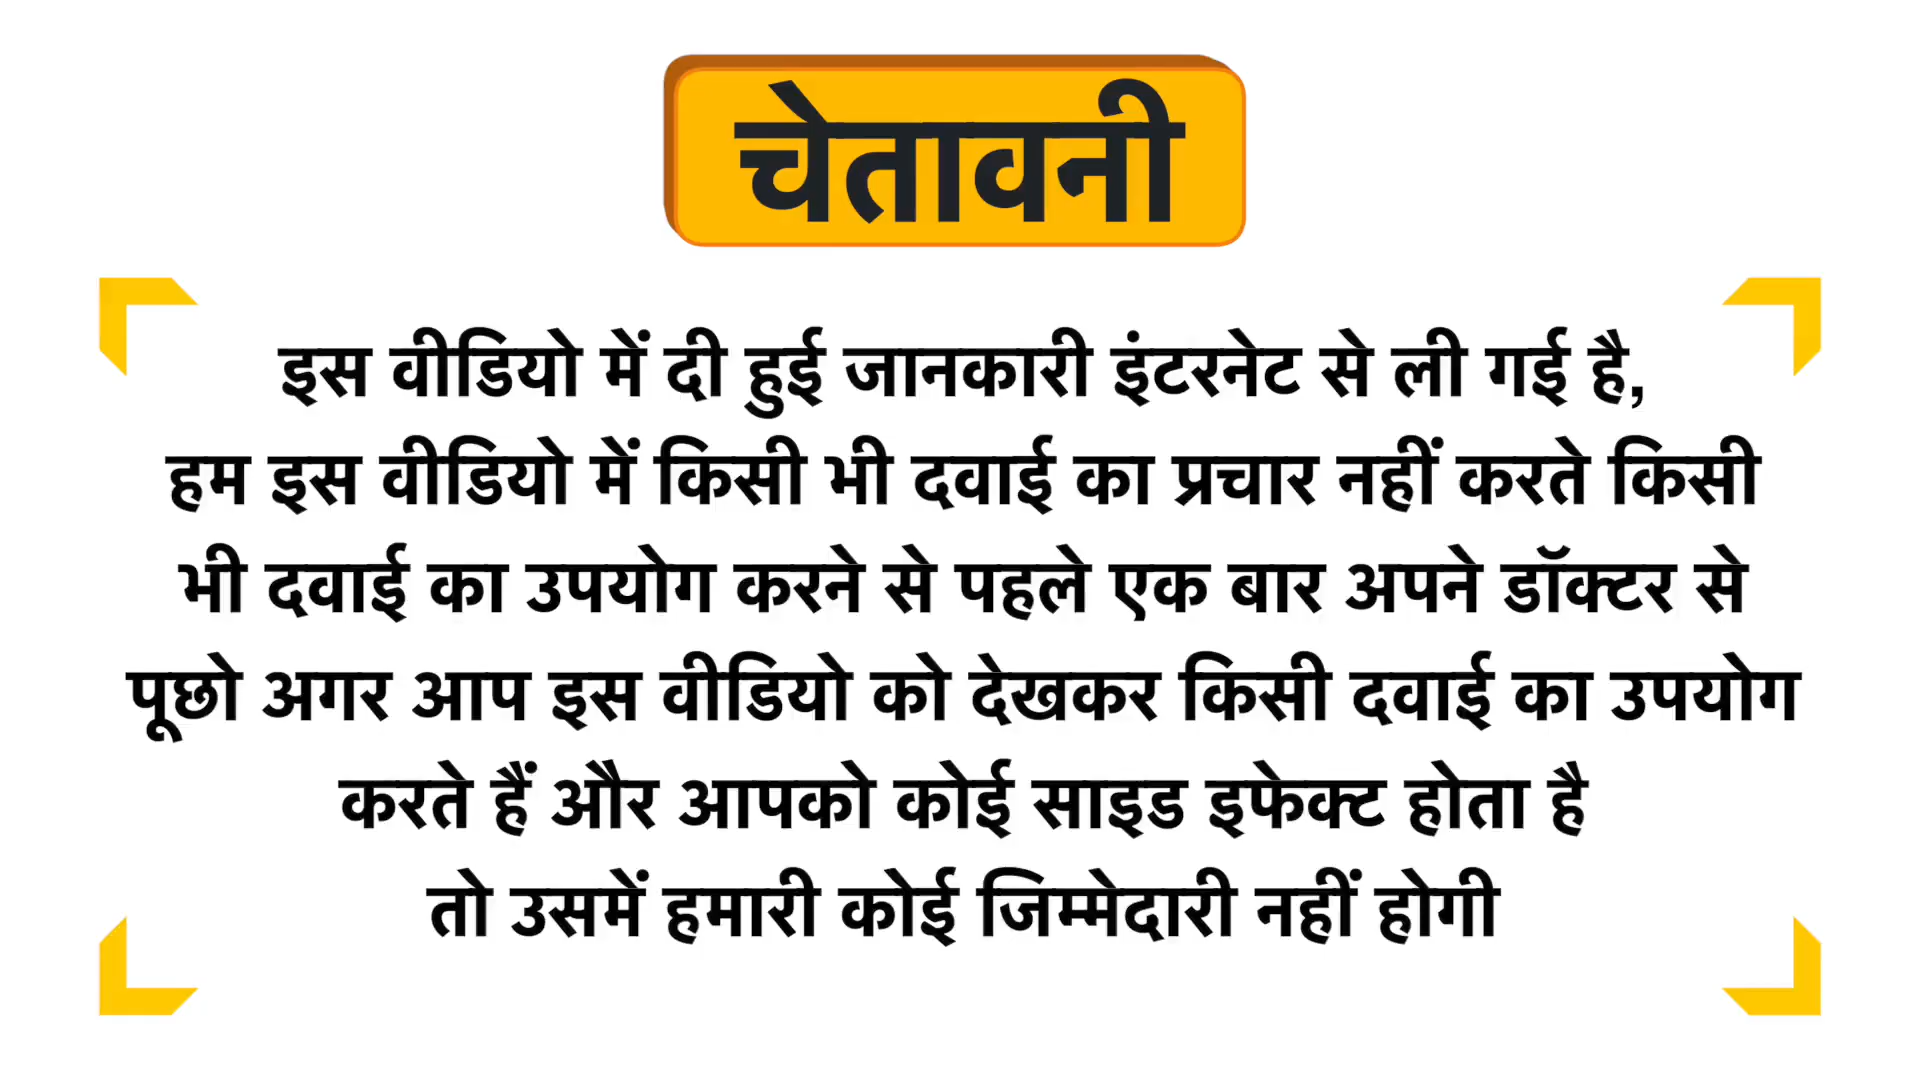 चेतावनी
इस वीडियो में दी हुई जानकारी इंटरनेट से ली गई है,
हम इस वीडियो में किसी भी दवाई का प्रचार नहीं करते किसी
भी दवाई का उपयोग करने से पहले एक बार अपने डॉक्टर से
पूछो अगर आप इस वीडियो को देखकर किसी दवाई का उपयोग
करते हैं और आपको कोई साइड इफेक्ट होता है
तो उसमें हमारी कोई जिम्मेदारी नहीं होगी